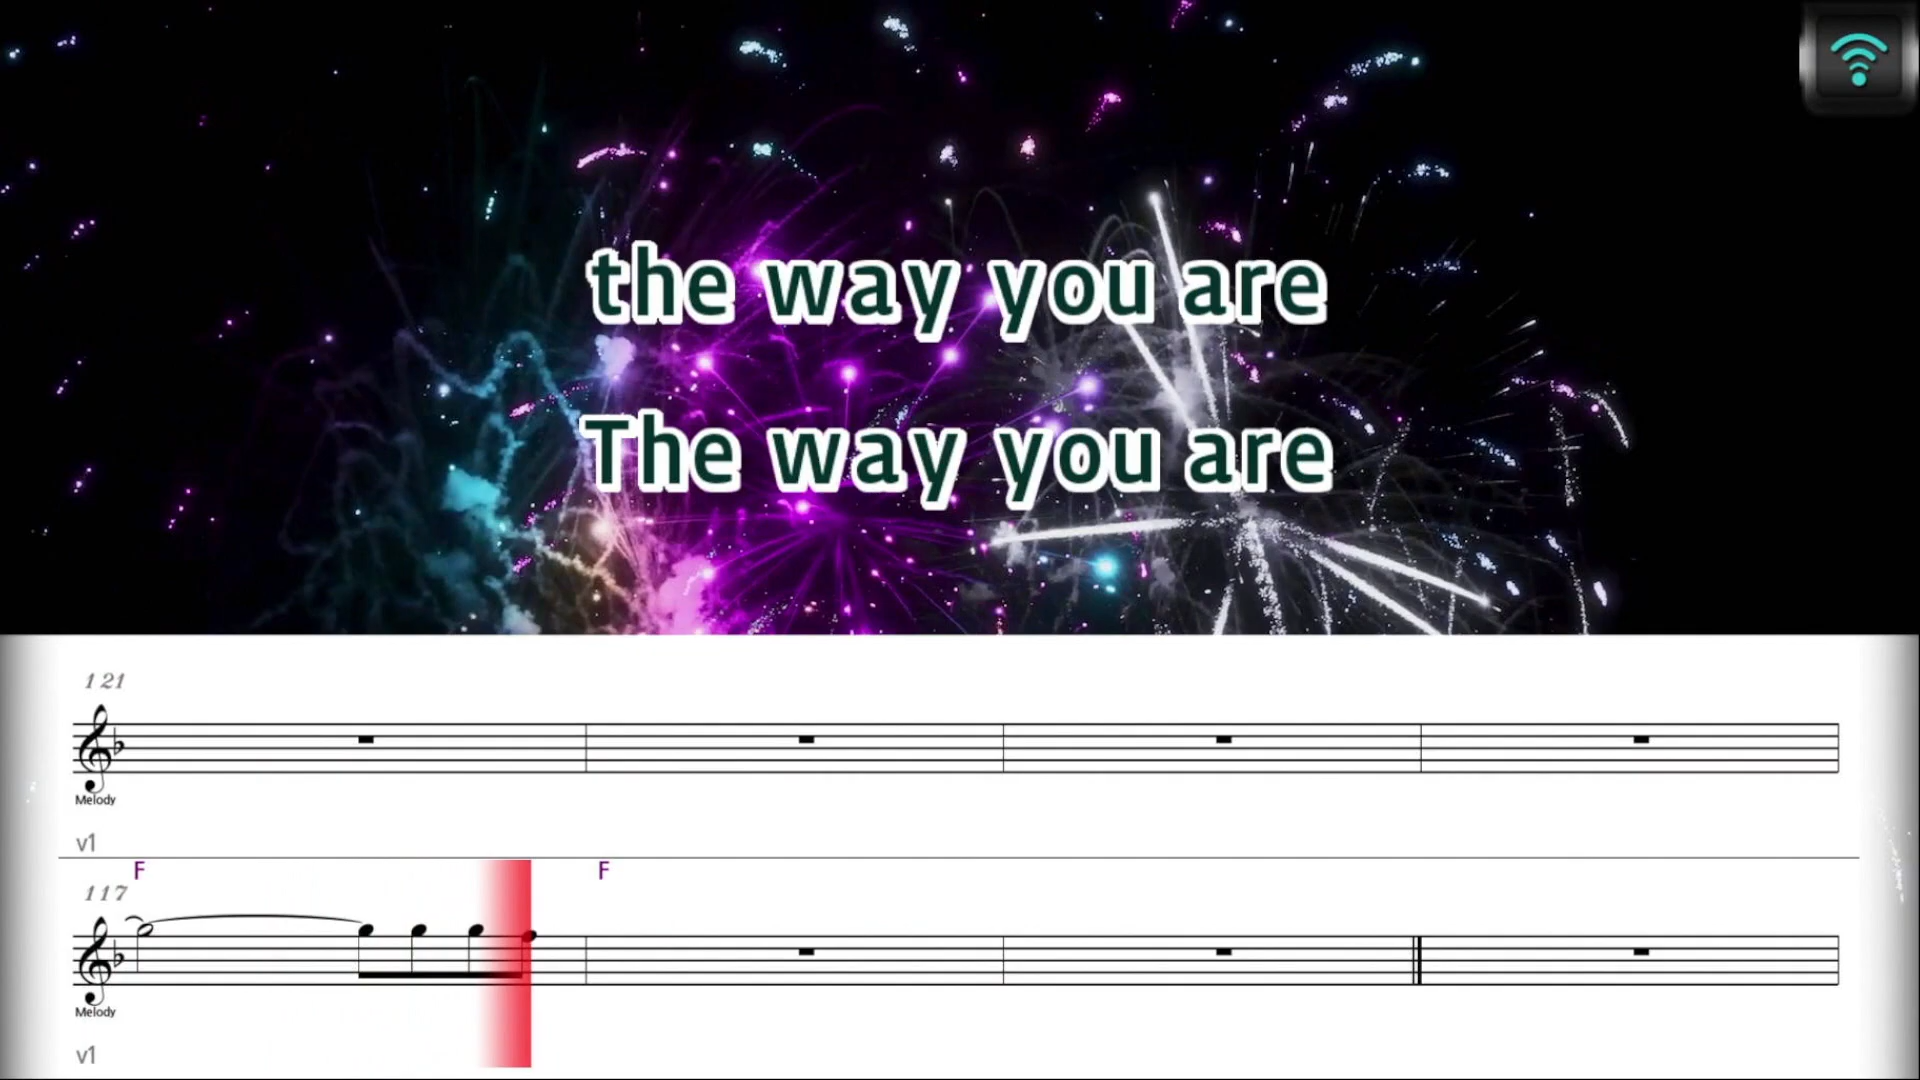 the way you are
The way you are
121
Melody
v1
F F
117
Melody
v1